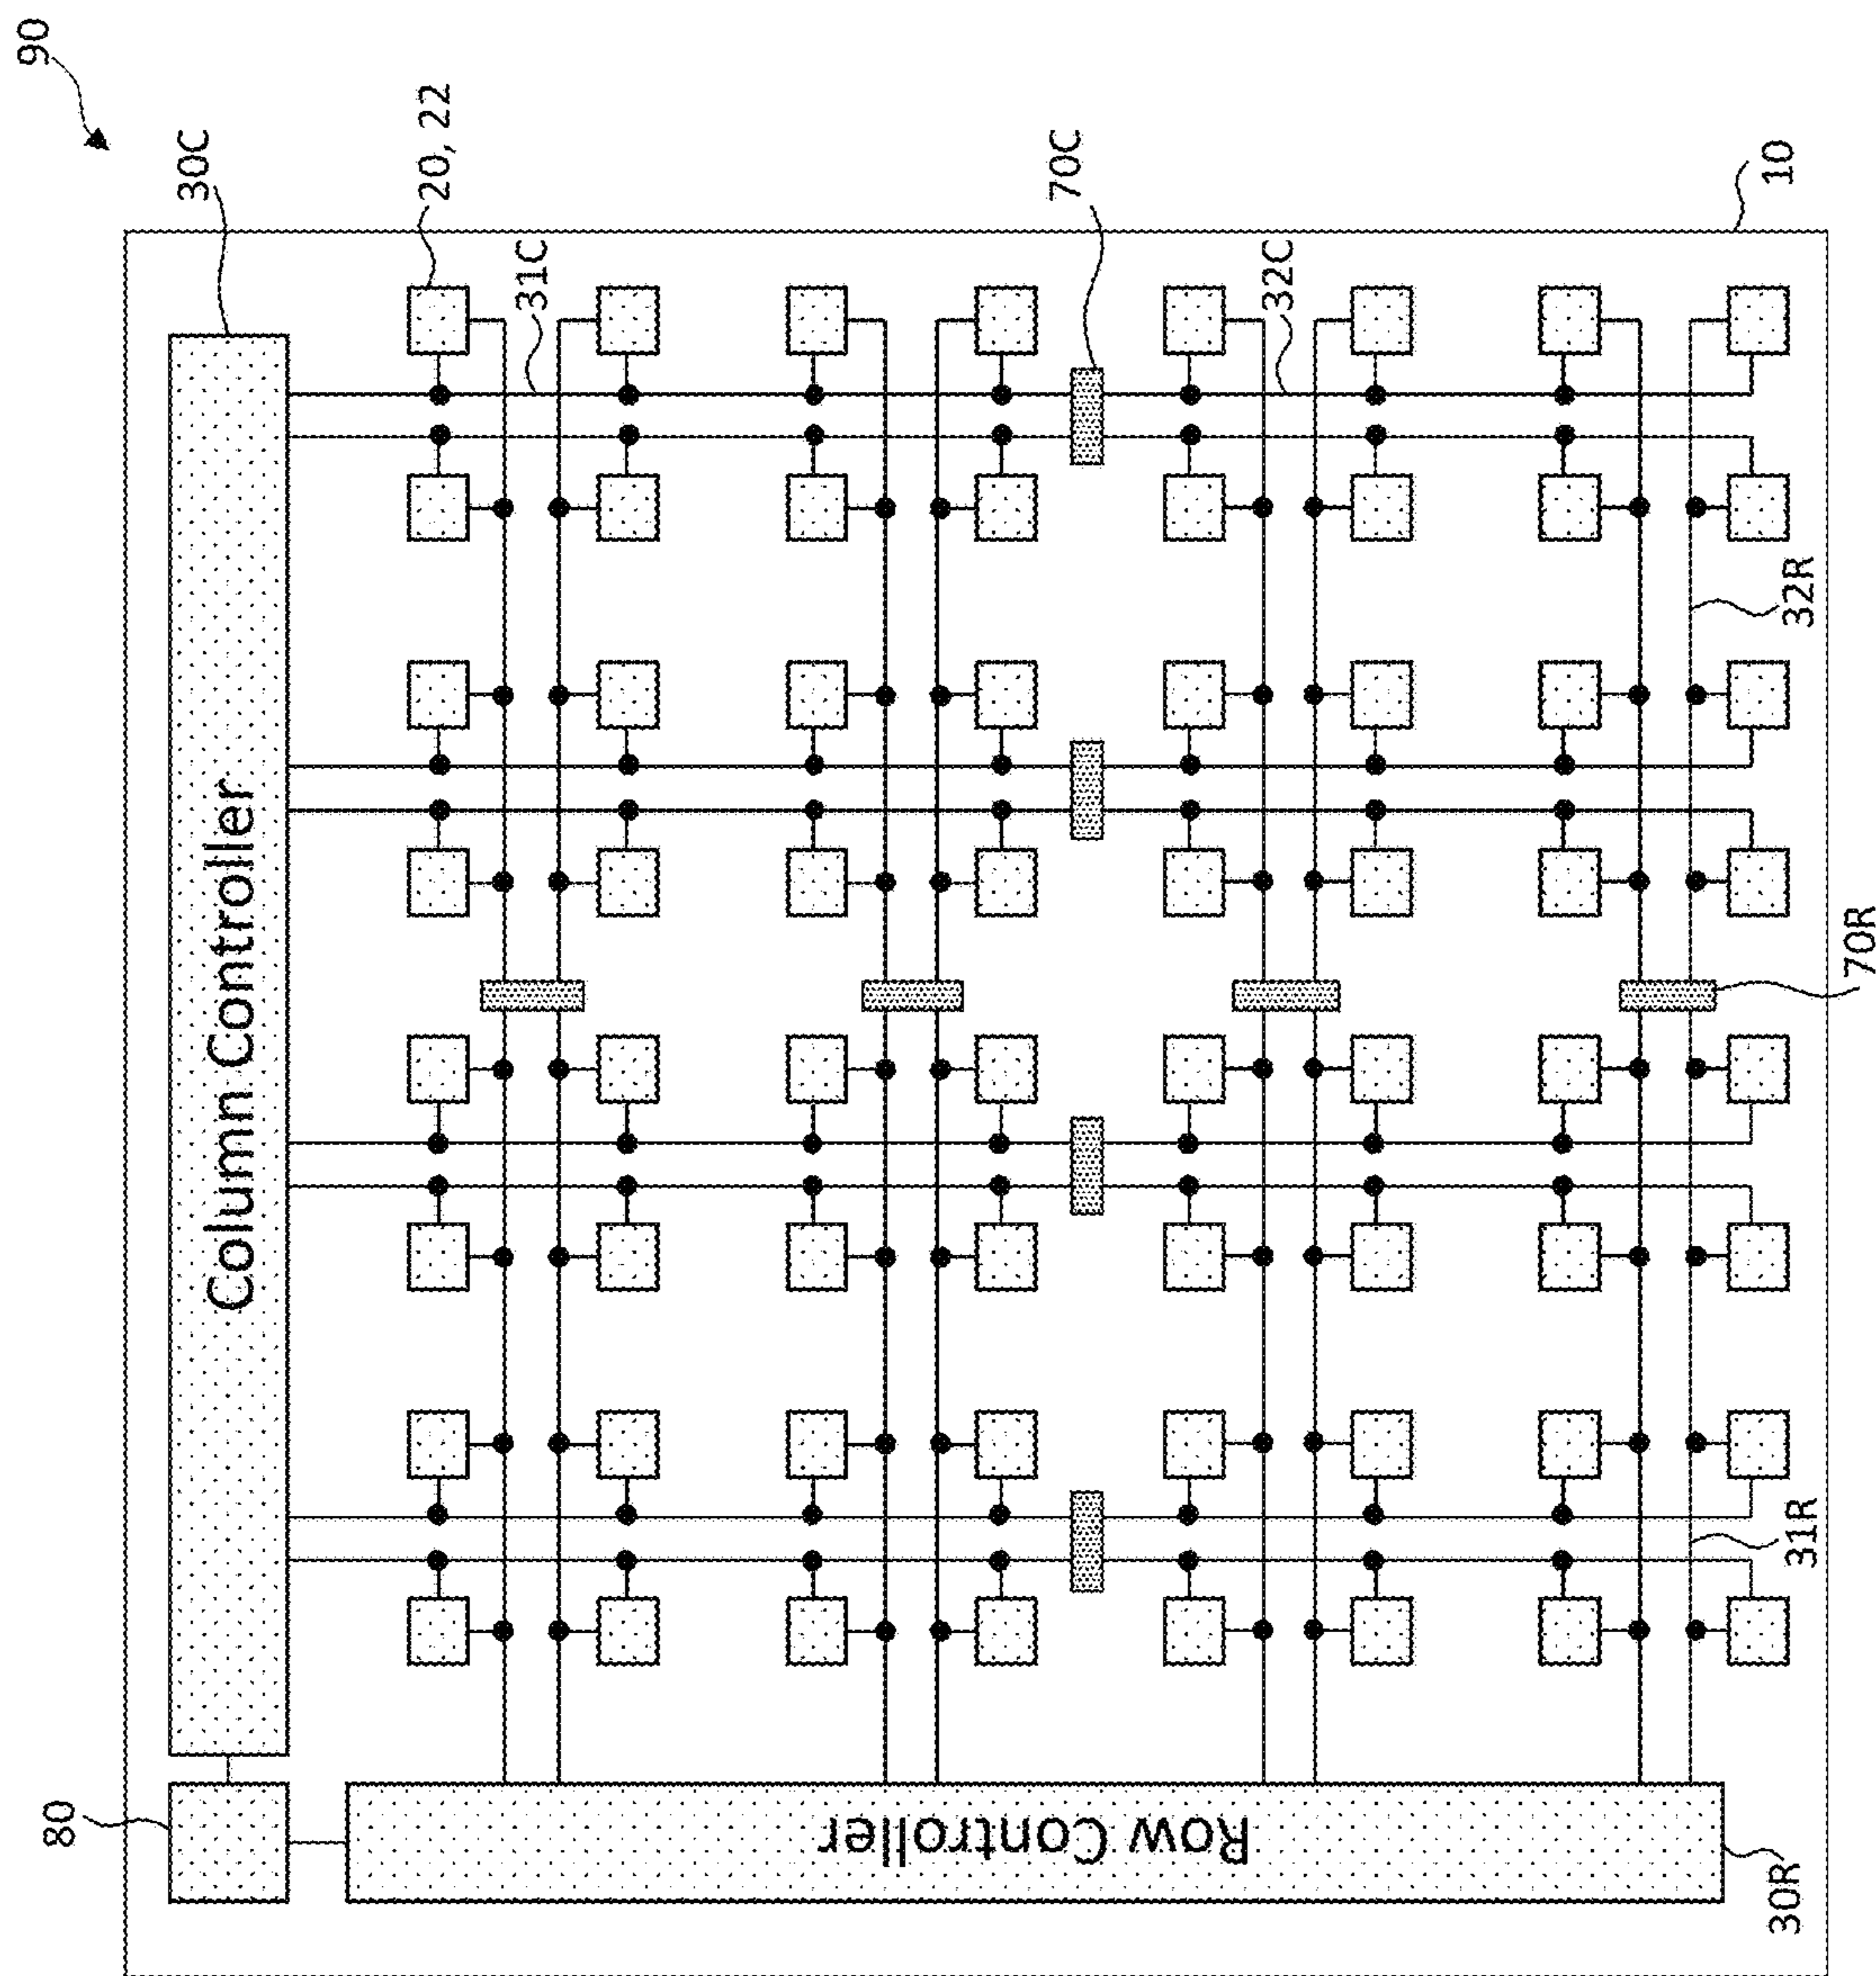 90
30C
20, 22
31C
70C
32C
10
Column Controller
32R
70R
31R
80
Row Controller
30R